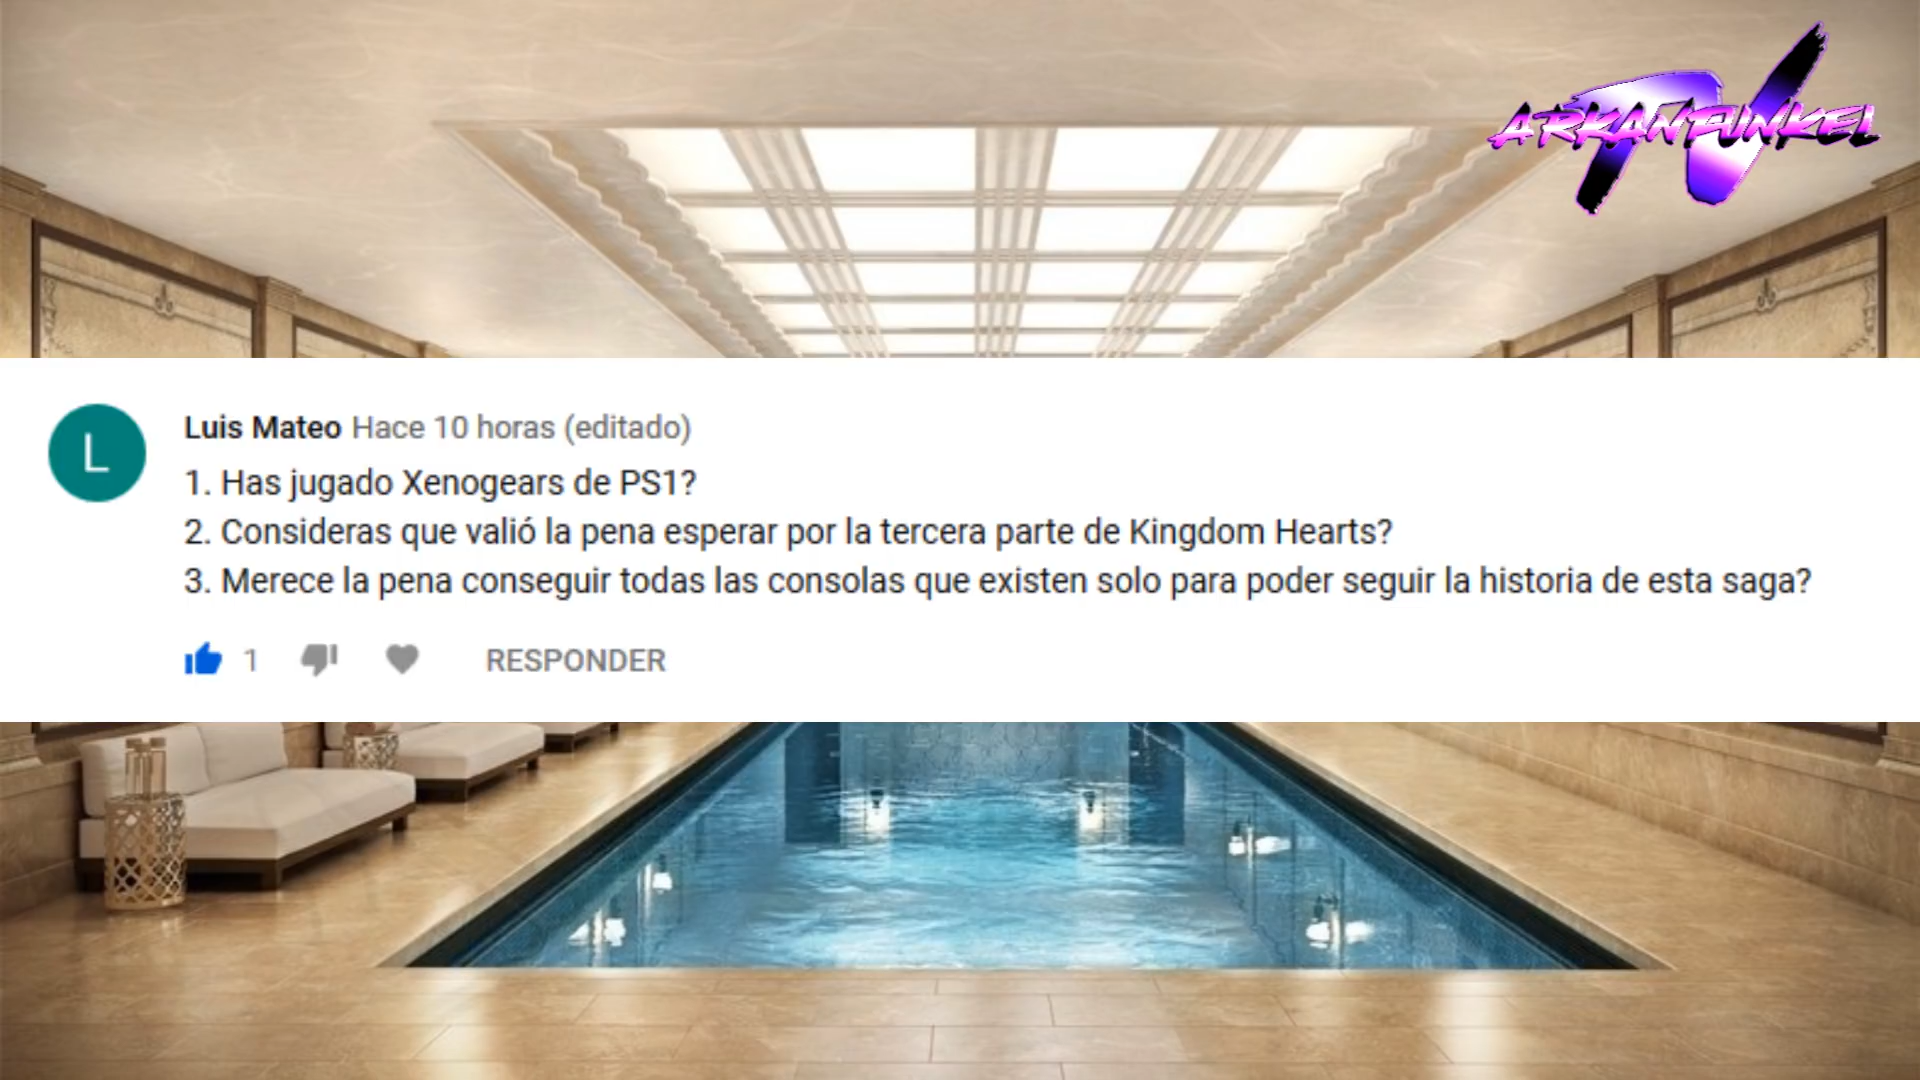 ARKANFUNKEL
TV
L
Luis Mateo Hace 10 horas (editado)
1. Has jugado Xenogears de PS1?
2. Consideras que valió la pena esperar por la tercera parte de Kingdom Hearts?
3. Merece la pena conseguir todas las consolas que existen solo para poder seguir la historia de esta saga?
1
RESPONDER